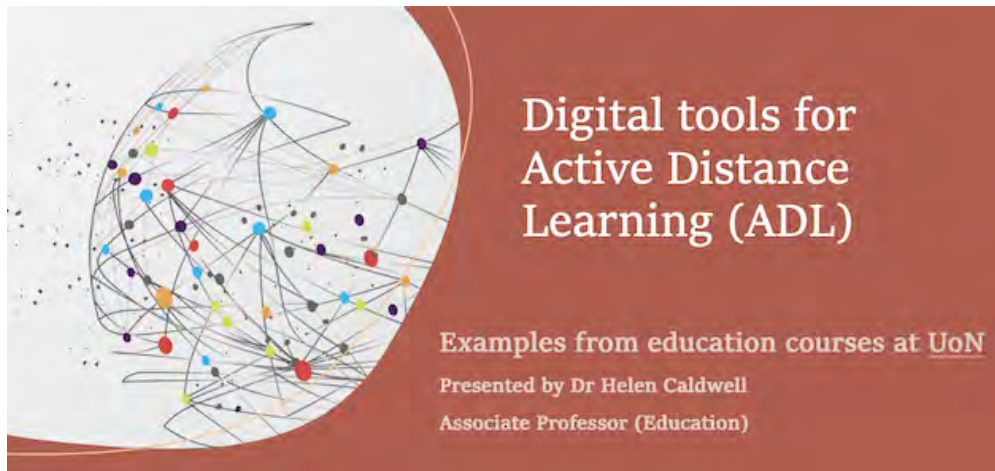 Digital tools for
Active Distance
Learning (ADL)
Examples from education courses at UoN
Presented by Dr Helen Caldwell
Associate Professor (Education)